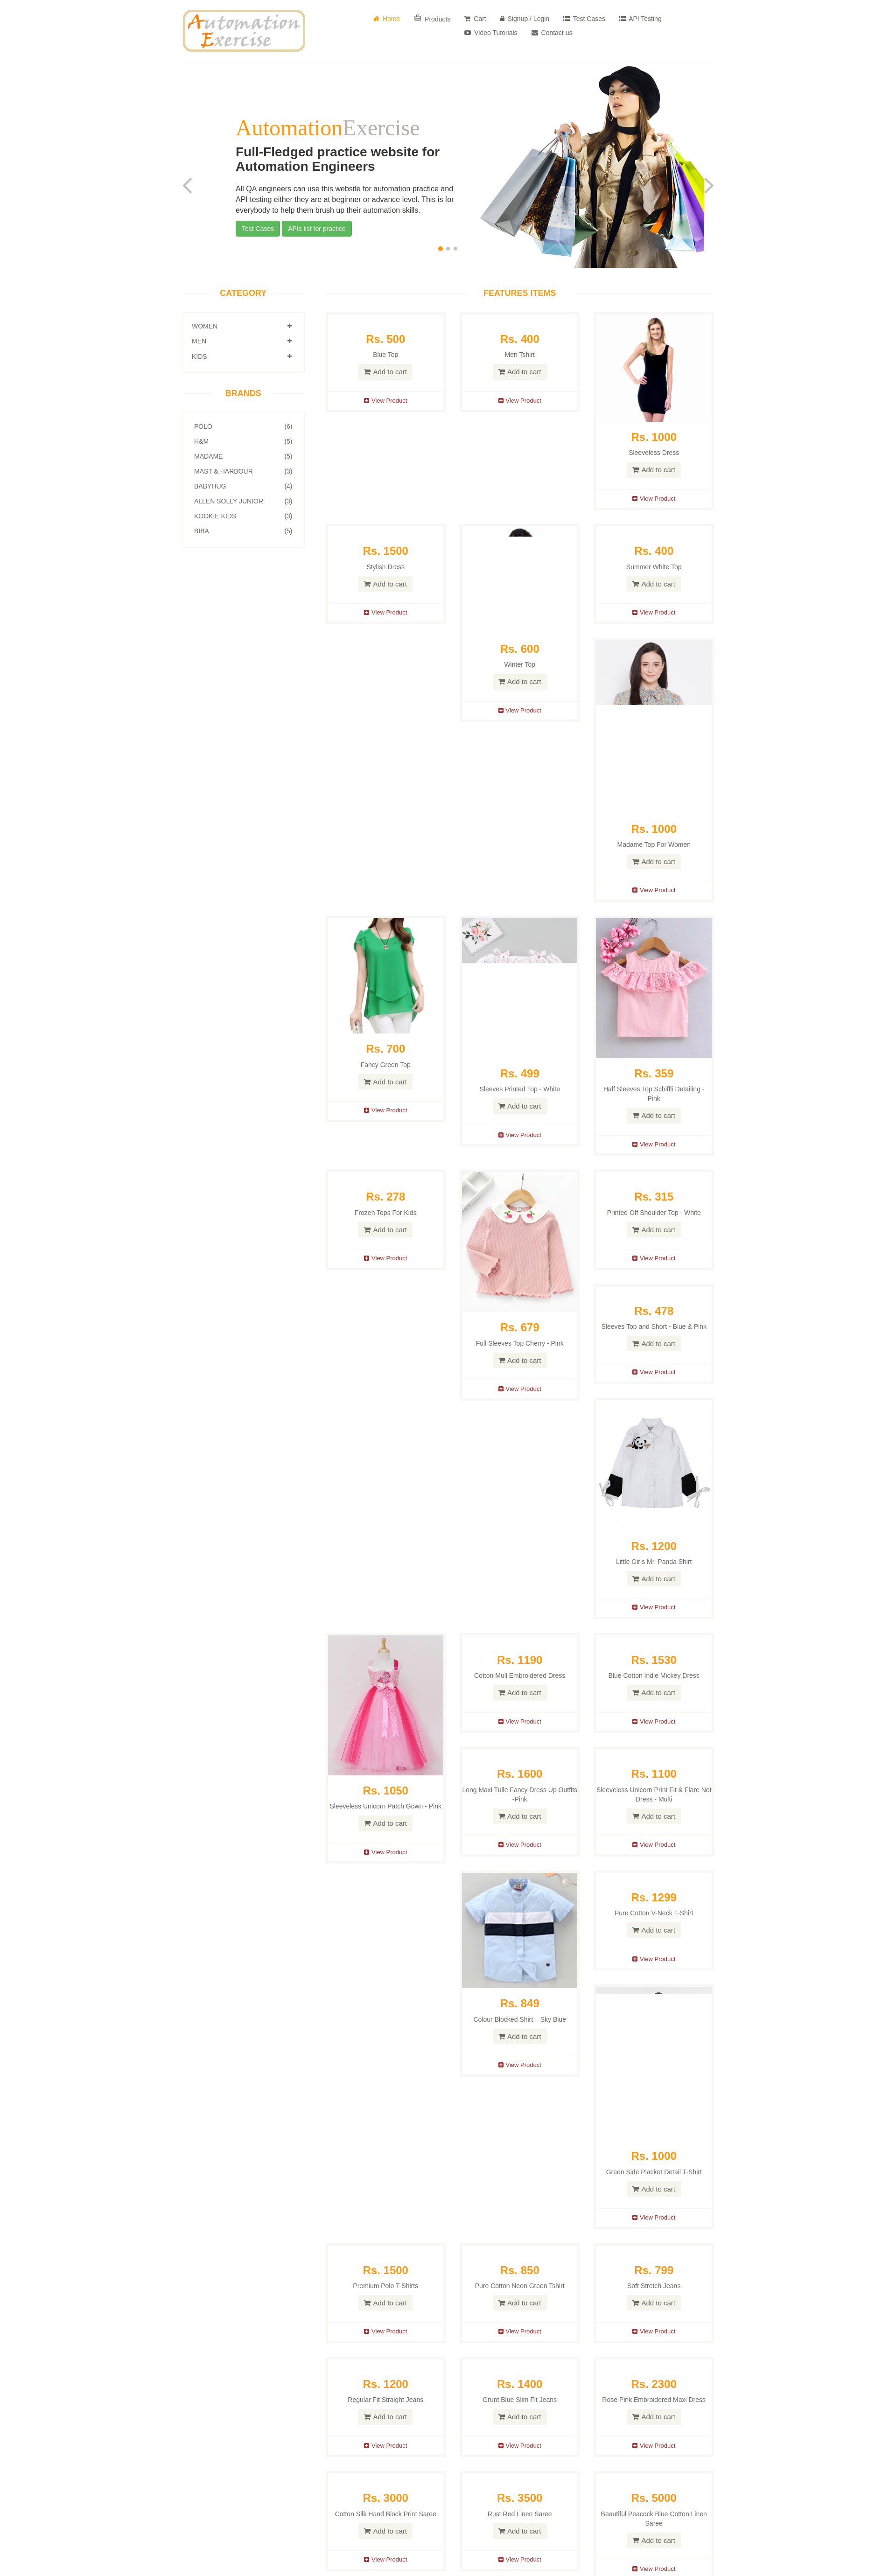 Automation
Exercise
Home
Products
Cart
Signup / Login
Test Cases
API Testing
Video Tutorials
Contact us
AutomationExercise
Full-Fledged practice website for
Automation Engineers
All QA engineers can use this website for automation practice and
API testing either they are at beginner or advance level. This is for
everybody to help them brush up their automation skills.
Test Cases
APIs list for practice
CATEGORY
WOMEN
MEN
KIDS
BRANDS
POLO (6)
H&M (5)
MADAME (5)
MAST & HARBOUR (3)
BABYHUG (4)
ALLEN SOLLY JUNIOR (3)
KOOKIE KIDS (3)
BIBA (5)
FEATURES ITEMS
Rs. 500
Blue Top
Add to cart
View Product
Rs. 400
Men Tshirt
Add to cart
View Product
Rs. 1000
Sleeveless Dress
Add to cart
View Product
Rs. 1500
Stylish Dress
Add to cart
View Product
Rs. 600
Winter Top
Add to cart
View Product
Rs. 400
Summer White Top
Add to cart
View Product
Rs. 1000
Madame Top For Women
Add to cart
View Product
Rs. 700
Fancy Green Top
Add to cart
View Product
Rs. 499
Sleeves Printed Top - White
Add to cart
View Product
Rs. 359
Half Sleeves Top Schiffli Detailing -
Pink
Add to cart
View Product
Rs. 278
Frozen Tops For Kids
Add to cart
View Product
Rs. 679
Full Sleeves Top Cherry - Pink
Add to cart
View Product
Rs. 315
Printed Off Shoulder Top - White
Add to cart
View Product
Rs. 478
Sleeves Top and Short - Blue & Pink
Add to cart
View Product
Rs. 1200
Little Girls Mr. Panda Shirt
Add to cart
View Product
Rs. 1050
Sleeveless Unicorn Patch Gown - Pink
Add to cart
View Product
Rs. 1190
Cotton Mull Embroidered Dress
Add to cart
View Product
Rs. 1530
Blue Cotton Indie Mickey Dress
Add to cart
View Product
Rs. 1600
Long Maxi Tulle Fancy Dress Up Outfits
-Pink
Add to cart
View Product
Rs. 1100
Sleeveless Unicorn Print Fit & Flare Net
Dress - Multi
Add to cart
View Product
Rs. 849
Colour Blocked Shirt – Sky Blue
Add to cart
View Product
Rs. 1299
Pure Cotton V-Neck T-Shirt
Add to cart
View Product
Rs. 1000
Green Side Placket Detail T-Shirt
Add to cart
View Product
Rs. 1500
Premium Polo T-Shirts
Add to cart
View Product
Rs. 850
Pure Cotton Neon Green Tshirt
Add to cart
View Product
Rs. 799
Soft Stretch Jeans
Add to cart
View Product
Rs. 1200
Regular Fit Straight Jeans
Add to cart
View Product
Rs. 1400
Grunt Blue Slim Fit Jeans
Add to cart
View Product
Rs. 2300
Rose Pink Embroidered Maxi Dress
Add to cart
View Product
Rs. 3000
Cotton Silk Hand Block Print Saree
Add to cart
View Product
Rs. 3500
Rust Red Linen Saree
Add to cart
View Product
Rs. 5000
Beautiful Peacock Blue Cotton Linen
Saree
Add to cart
View Product